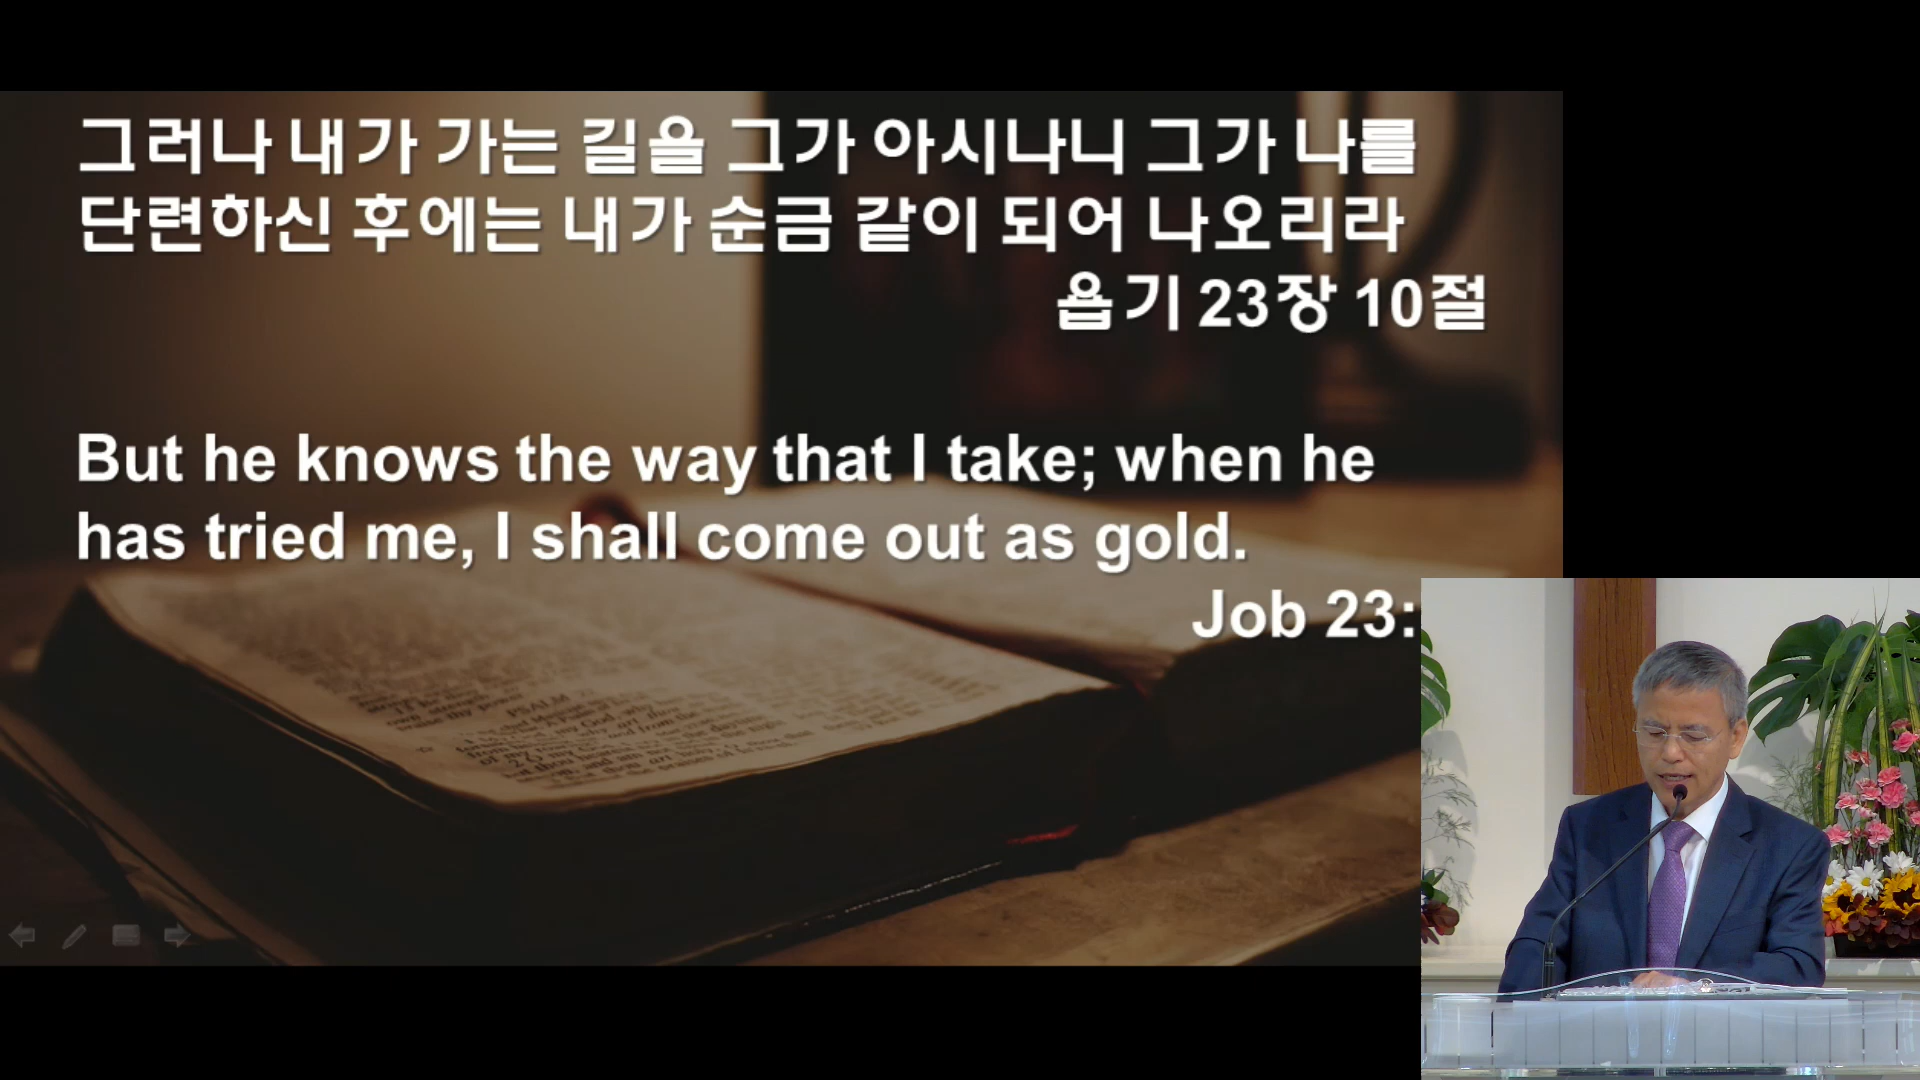 그러나 내가 가는 길을 그가 아시나니 그가 나를
단련하신 후에는 내가 순금 같이 되어 나오리라
욥기 23장 10절
But he knows the way that I take; when he
has tried me, I shall come out as gold.
Job 23:
PSALM